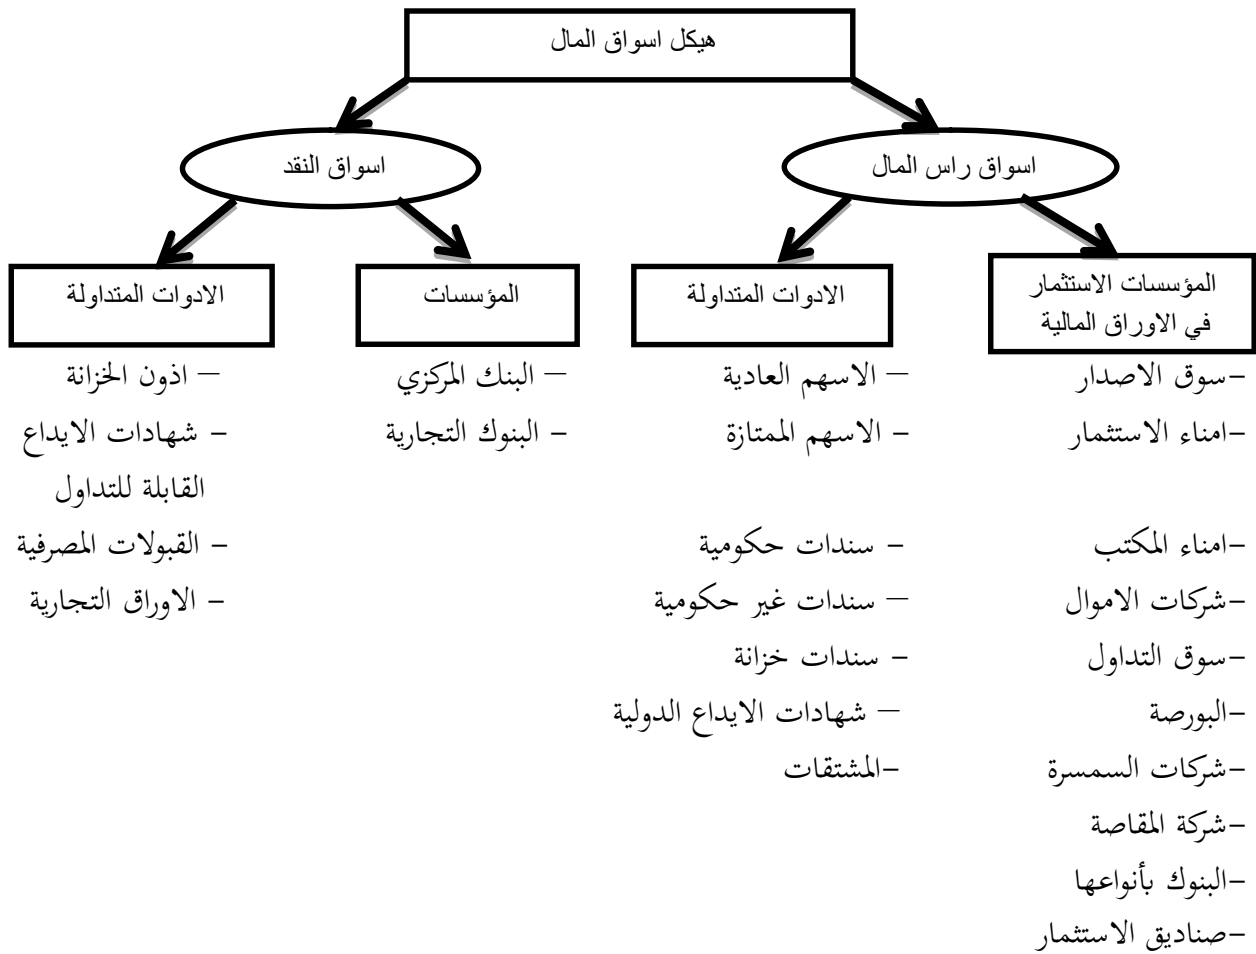 هيكل اسواق المال
اسواق راس المال
اسواق النقد
المؤسسات الاستثمار
في الاوراق المالية
-سوق الاصدار
-امناء الاستثمار
-امناء المكتب
-شركات الاموال
-سوق التداول
-البورصة
-شركات السمسرة
-شركة المقاصة
-البنوك بأنواعها
-صناديق الاستثمار
الادوات المتداولة
– الاسهم العادية
- الاسهم الممتازة
- سندات حكومية
– سندات غير حكومية
- سندات خزانة
– شهادات الايداع الدولية
-المشتقات
المؤسسات
– البنك المركزي
- البنوك التجارية
الادوات المتداولة
– اذون الخزانة
- شهادات الايداع
القابلة للتداول
- القبولات المصرفية
- الاوراق التجارية